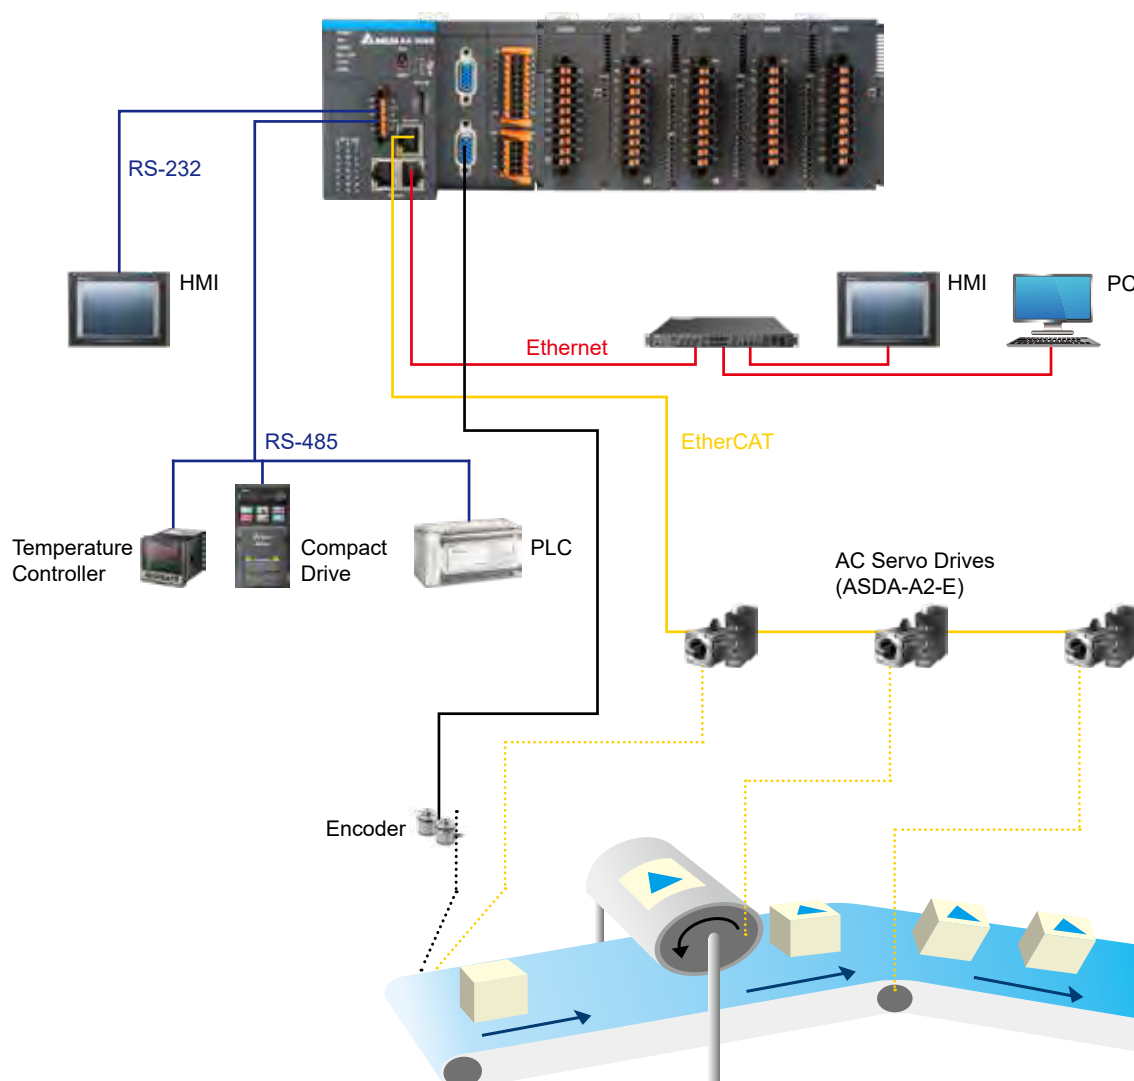 RS-232
HMI
HMI
PC
Ethernet
RS-485
EtherCAT
Temperature
Controller
Compact
Drive
PLC
AC Servo Drives
(ASDA-A2-E)
Encoder